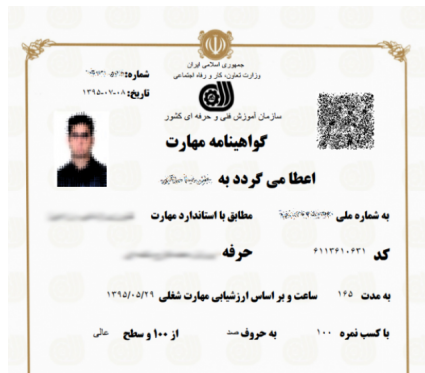 جمهوری اسلامی ایران
وزارت تعاون، کار و رفاه اجتماعی
شماره:
تاریخ: ۱۳۹۵-۰۷-۰۸
سازمان آموزش فنی و حرفه ای کشور
گواهینامه مهارت
اعطا می گردد به
به شماره ملی مطابق با استاندارد مهارت
کد ۶۱۱۳۶۱۰۶۳۱ حرفه
به مدت ۱۶۵ ساعت و بر اساس ارزشیابی مهارت شغلی ۱۳۹۵/۰۵/۲۹
با کسب نمره ۱۰۰ به حروف صد از ۱۰۰ و سطح عالی